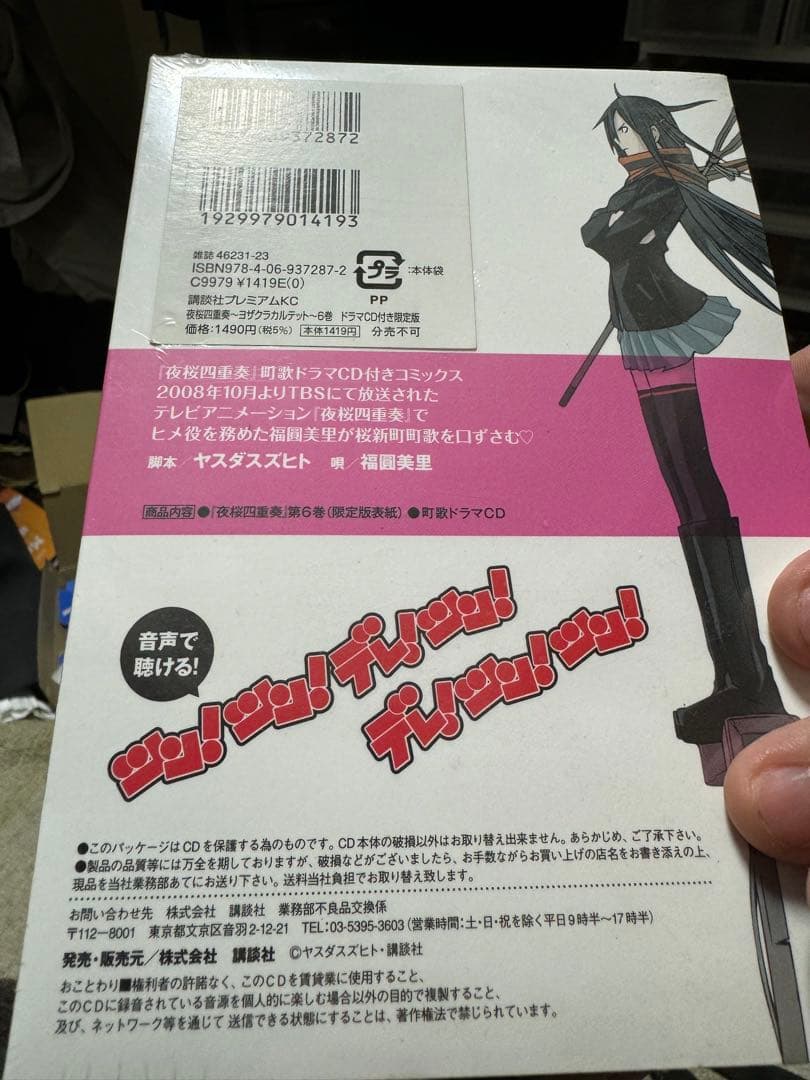 372872
1929979014193
雑誌 46231-23
ISBN978-4-06-937287-2
C9979 ¥1419E(0)
プラ
:本体袋
PP
講談社プレミアムKC
夜桜四重奏〜ヨザクラカルテット〜6巻 ドラマCD付き限定版
価格:1490円(税5%) 本体1419円 分売不可
『夜桜四重奏』町歌ドラマCD付きコミックス
2008年10月よりTBSにて放送された
テレビアニメーション『夜桜四重奏』で
ヒメ役を務めた福圓美里が桜新町町歌を口ずさむ♡
脚本/ヤスダスズヒト 唄/福圓美里
商品内容●『夜桜四重奏』第6巻(限定版表紙) ●町歌ドラマCD
音声で
聴ける!
ツン!ツン!デレ!ツン!
デレ!ツン!ツン!
●このパッケージはCDを保護する為のものです。CD本体の破損以外はお取り替え出来ません。あらかじめ、ご了承下さい。
●製品の品質等には万全を期しておりますが、破損などがございましたら、お手数ながらお買い上げの店名をお書き添えの上、
現品を当社業務部あてにお送り下さい。送料当社負担でお取り替え致します。
お問い合わせ先 株式会社 講談社 業務部不良品交換係
〒112-8001 東京都文京区音羽2-12-21 TEL:03-5395-3603(営業時間:土・日・祝を除く平日9時半〜17時半)
発売・販売元/株式会社 講談社 ©ヤスダスズヒト・講談社
おことわり■権利者の許諾なく、このCDを賃貸業に使用すること、
このCDに録音されている音源を個人的に楽しむ場合以外の目的で複製すること、
及び、ネットワーク等を通じて送信できる状態にすることは、著作権法で禁じられています。